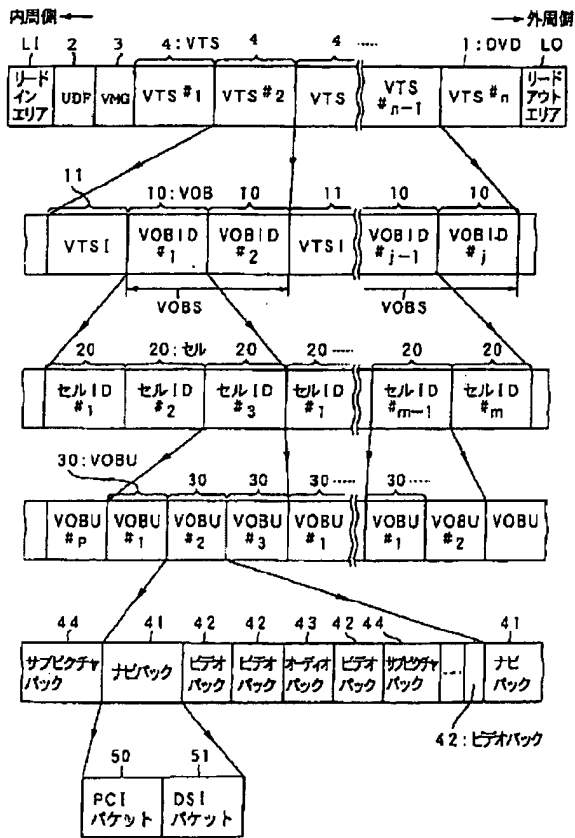 内周側 ← → 外周側
LI 2 3 4:VTS 4 4 ····· 1:DVD LO
リード
イン
エリア
UDF
VMG
VTS #1
VTS #2
VTS
VTS
#n-1
VTS #n
リード
アウト
エリア
11 10:VOB 10 11 10 10
VTSI
VOBID
#1
VOBID
#2
VTSI
VOBID
#j-1
VOBID
#j
VOBS VOBS
20 20:セル 20 20 ····· 20 20
セルID
#1
セルID
#2
セルID
#3
セルID
#1
セルID
#m-1
セルID
#m
30:VOBU 30 30 30 ····· 30 ·····
VOBU
#P
VOBU
#1
VOBU
#2
VOBU
#3
VOBU
#1
VOBU
#1
VOBU
#2
VOBU
44 41 42 42 43 42 44 41
サブピクチャ
パック
ナビパック
ビデオ
パック
ビデオ
パック
オーディオ
パック
ビデオ
パック
サブピクチャ
パック
····
ナビ
パック
42:ビデオパック
50 51
PCI
パケット
DSI
パケット